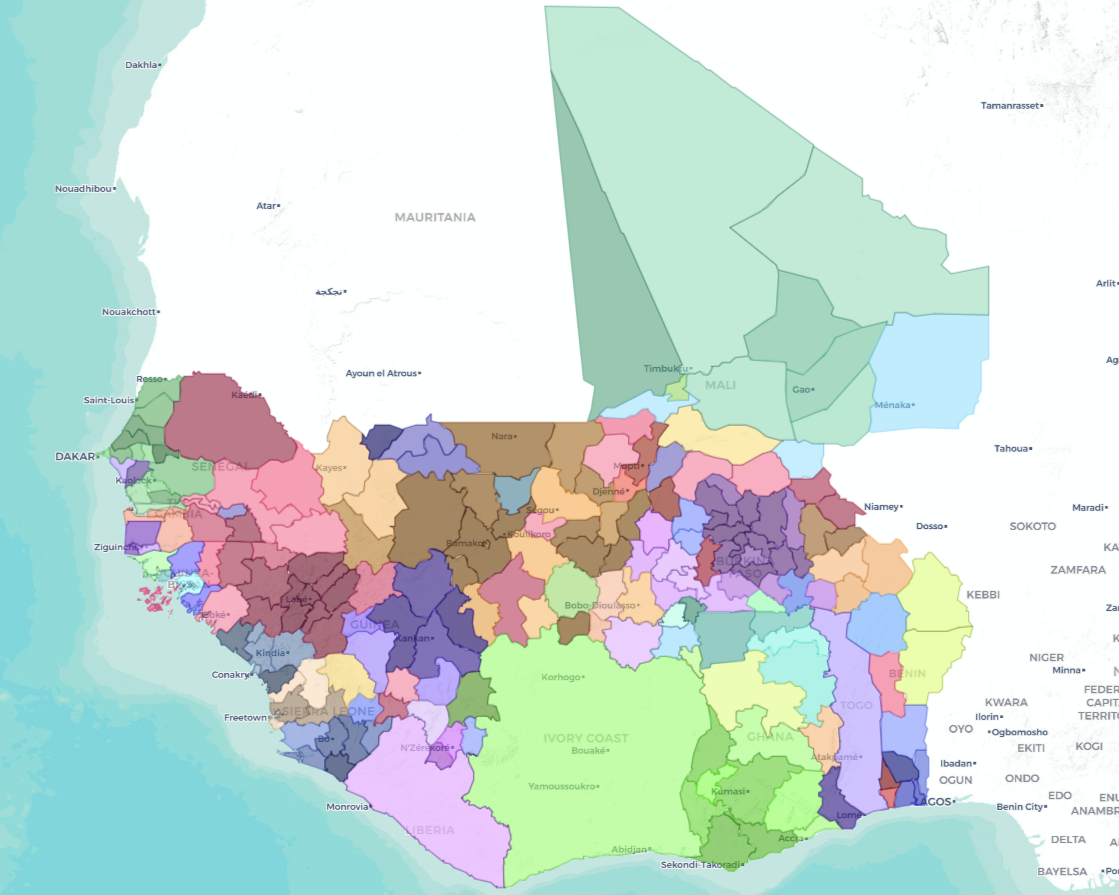 Dakhla
Tamanrasset
Nouadhibou
Atar
MAURITANIA
Arlit
نجكجة
Nouakchott
Ag
Rosso
Ayoun el Atrous
Timbuktu
MALI
Saint-Louis
Kaédi
Gao
Ménaka
DAKAR
SENEGAL
Kayes
Nara
Mopti
Tahoua
Kaolack
Djenné
Ségou
Niamey
Maradi
GAMBIA
Koulikoro
Dosso
SOKOTO
Ziguinchor
Bamako
BURKINA
FASO
KA
ZAMFARA
Labé
Bobo-Dioulasso
KEBBI
Boké
GUINEA
Zar
Kindia
Kankan
K
NIGER
Conakry
Korhogo
BENIN
Minna
N
FEDER
Freetown
SIERRA LEONE
KWARA
CAPIT
TOGO
Ilorin
TERRITO
OYO
Ogbomosho
Bo
N'Zérékoré
IVORY COAST
GHANA
EKITI
KOGI
Bouaké
Atakpamé
Ibadan
OGUN
ONDO
Yamoussoukro
Kumasi
EDO
ENU
Monrovia
LAGOS
Benin City
ANAMBR
Lomé
LIBERIA
Accra
DELTA
A
Abidjan
Sekondi-Takoradi
BAYELSA
Po